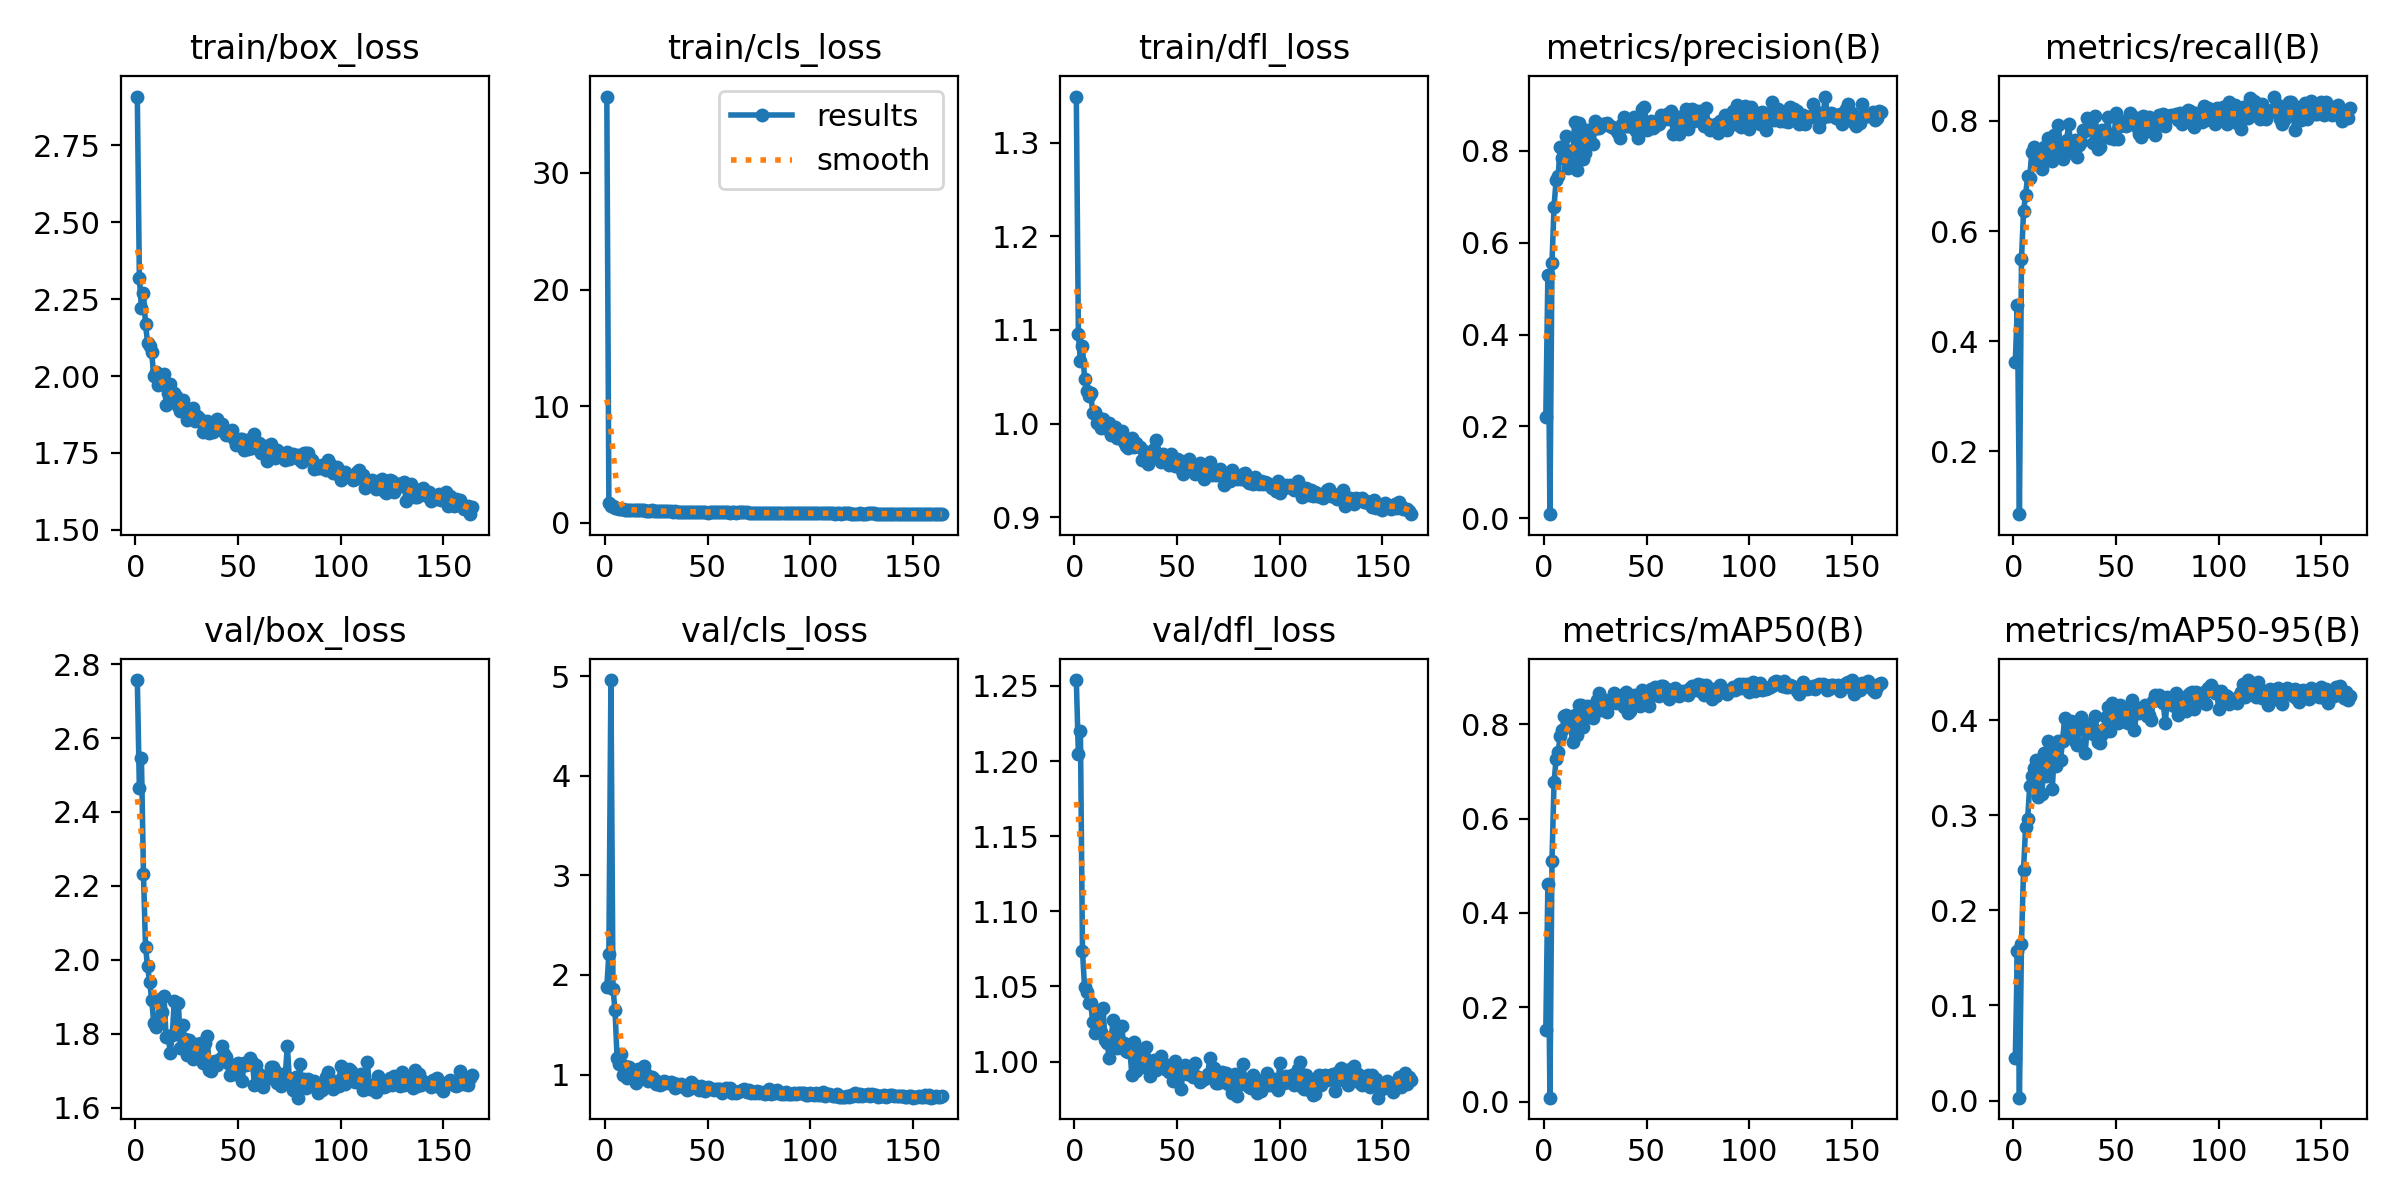 train/box_loss
train/cls_loss
train/dfl_loss
metrics/precision(B)
metrics/recall(B)
results
smooth
2.75
2.50
2.25
2.00
1.75
1.50
0 50 100 150
30
20
10
0
0 50 100 150
1.3
1.2
1.1
1.0
0.9
0 50 100 150
0.8
0.6
0.4
0.2
0.0
0 50 100 150
0.8
0.6
0.4
0.2
0 50 100 150
val/box_loss
val/cls_loss
val/dfl_loss
metrics/mAP50(B)
metrics/mAP50-95(B)
2.8
2.6
2.4
2.2
2.0
1.8
1.6
0 50 100 150
5
4
3
2
1
0 50 100 150
1.25
1.20
1.15
1.10
1.05
1.00
0 50 100 150
0.8
0.6
0.4
0.2
0.0
0 50 100 150
0.4
0.3
0.2
0.1
0.0
0 50 100 150